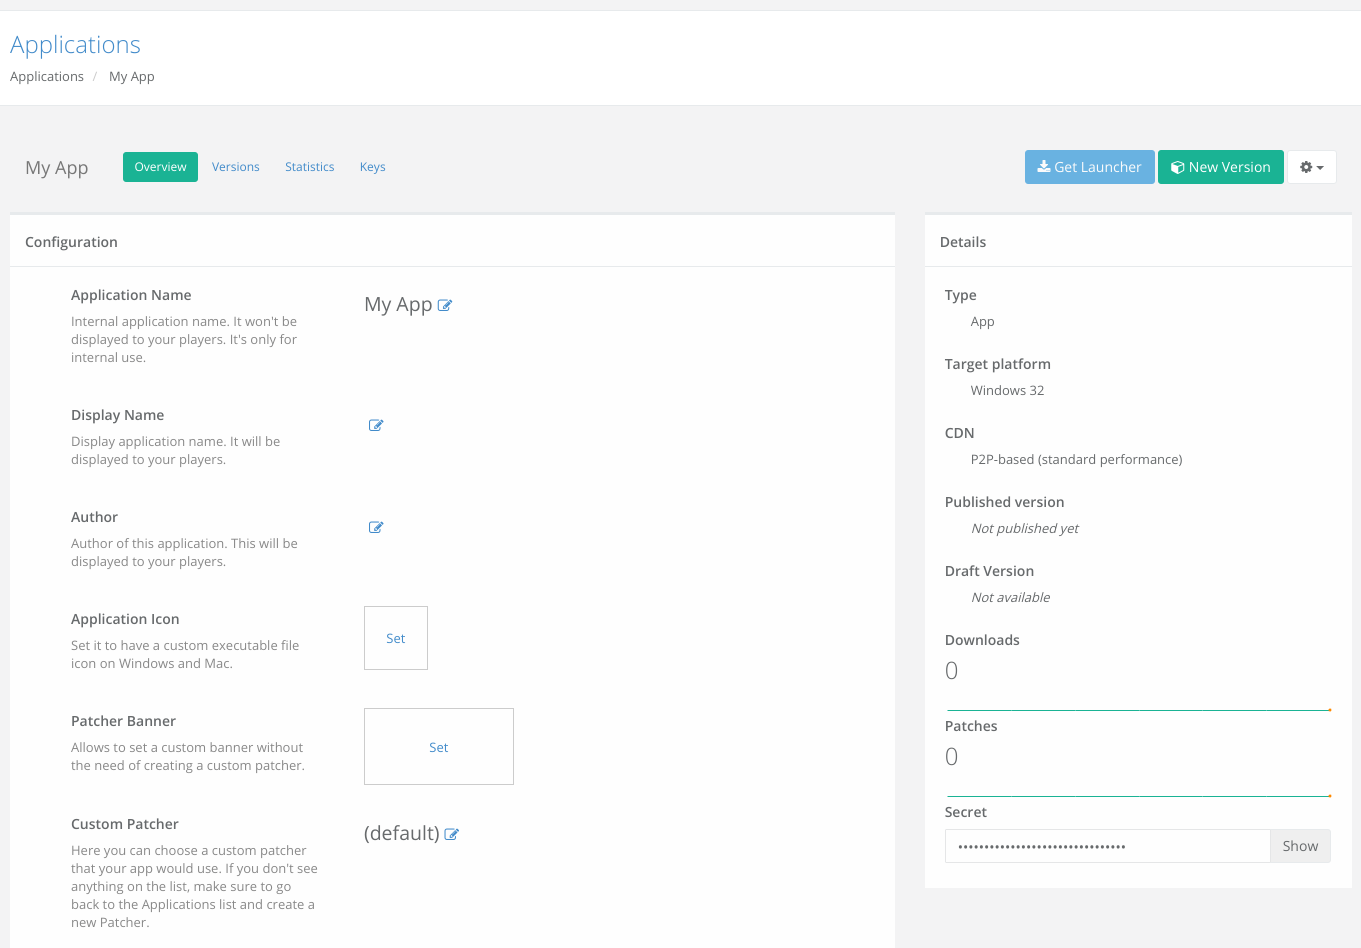 Applications
Applications / My App
My App
Overview
Versions
Statistics
Keys
Get Launcher
New Version
Configuration
Application Name
Internal application name. It won't be
displayed to your players. It's only for
internal use.
My App
Display Name
Display application name. It will be
displayed to your players.
Author
Author of this application. This will be
displayed to your players.
Application Icon
Set it to have a custom executable file
icon on Windows and Mac.
Set
Patcher Banner
Allows to set a custom banner without
the need of creating a custom patcher.
Set
Custom Patcher
Here you can choose a custom patcher
that your app would use. If you don't see
anything on the list, make sure to go
back to the Applications list and create a
new Patcher.
(default)
Details
Type
App
Target platform
Windows 32
CDN
P2P-based (standard performance)
Published version
Not published yet
Draft Version
Not available
Downloads
0
Patches
0
Secret
••••••••••••••••••••••••••••••••
Show